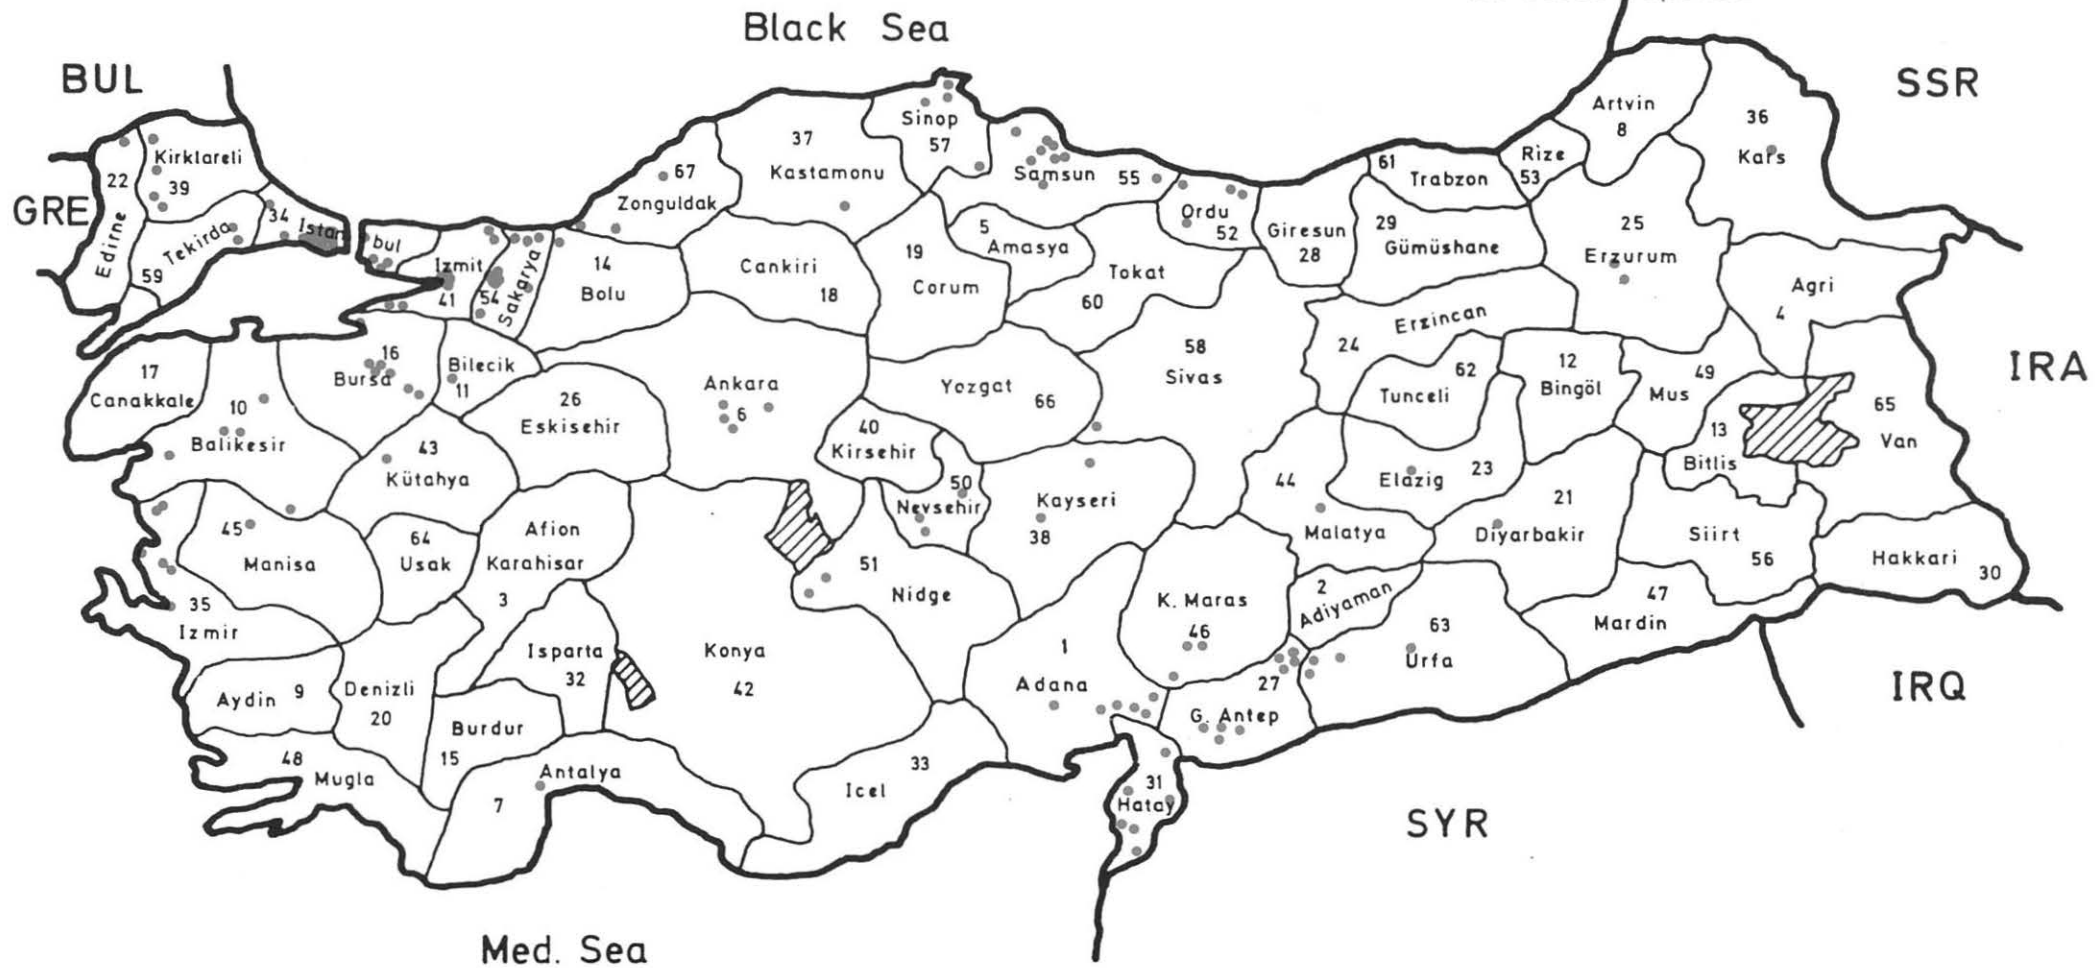 Black Sea
BUL
SSR
GRE
IRA
IRQ
SYR
Med. Sea
22
Edirne
Kirklareli
39
Tekirda
59
34
Istan
bul
Izmit
41
54
Sakarya
14
Bolu
67
Zonguldak
37
Kastamonu
Sinop
57
Samsun 55
Ordu
52
Giresun
28
61
Trabzon
Rize
53
Artvin
8
36
Kars
29
Gümüshane
25
Erzurum
Agri
4
Cankiri
18
19
Corum
5
Amasya
Tokat
60
58
Sivas
24
Erzincan
62
Tunceli
12
Bingöl
49
Mus
13
Bitlis
65
Van
17
Canakkale
10
Balikesir
16
Bursa
Bilecik
11
26
Eskisehir
Ankara
6
Yozgat
66
40
Kirsehir
43
Kütahya
50
Nevsehir
Kayseri
38
44
Malatya
Elazig 23
21
Diyarbakir
Siirt
56
Hakkari
30
45
Manisa
64
Usak
Afion
Karahisar
3
51
Nidge
35
Izmir
Isparta
32
Konya
42
1
Adana
K. Maras
46
2
Adiyaman
63
Urfa
47
Mardin
Aydin 9
Denizli
20
Burdur
15
48
Mugla
Antalya
7
Icel
33
27
G. Antep
31
Hatay